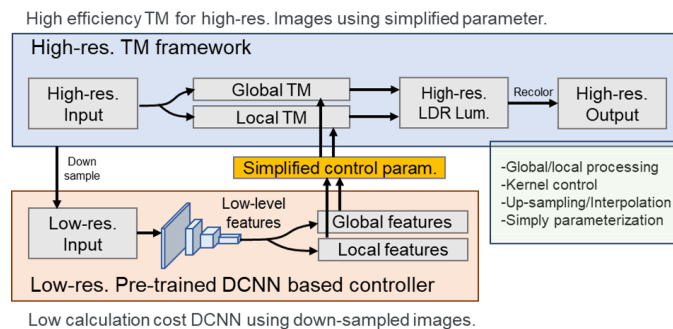 High efficiency TM for high-res. Images using simplified parameter.
High-res. TM framework
High-res.
Input
Global TM
Local TM
High-res.
LDR Lum.
Recolor
High-res.
Output
Down
sample
Simplified control param.
-Global/local processing
-Kernel control
-Up-sampling/Interpolation
-Simply parameterization
Low-res.
Input
Low-level
features
Global features
Local features
Low-res. Pre-trained DCNN based controller
Low calculation cost DCNN using down-sampled images.